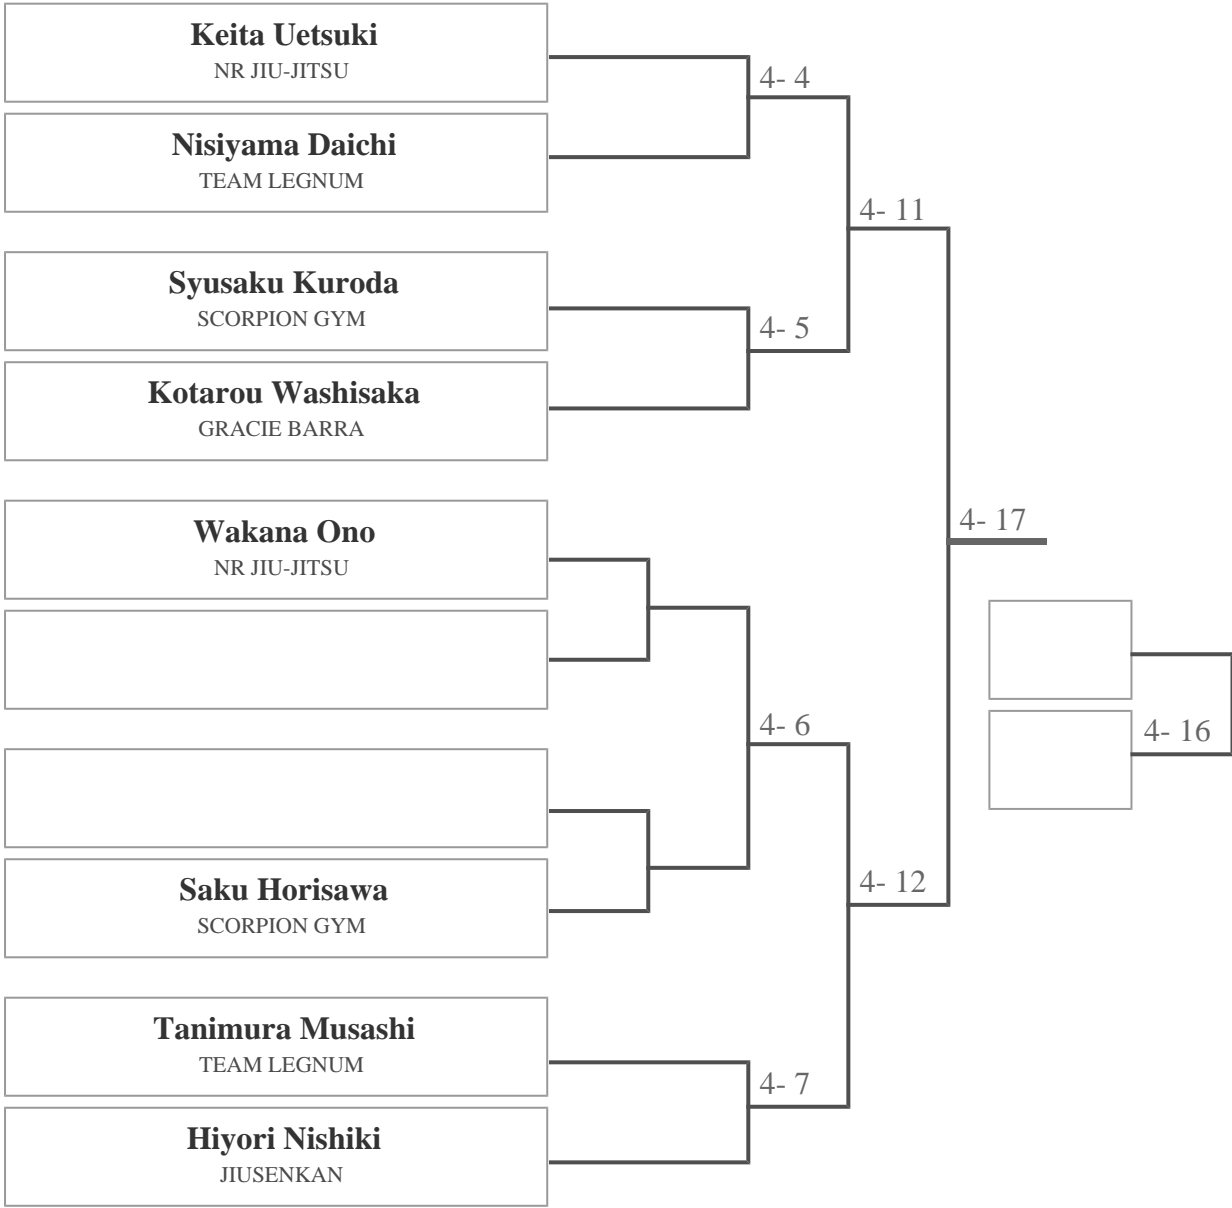 Keita Uetsuki
NR JIU-JITSU
4- 4
Nisiyama Daichi
TEAM LEGNUM
4- 11
Syusaku Kuroda
SCORPION GYM
4- 5
Kotarou Washisaka
GRACIE BARRA
Wakana Ono
NR JIU-JITSU
4- 17
4- 6
4- 16
Saku Horisawa
SCORPION GYM
4- 12
Tanimura Musashi
TEAM LEGNUM
4- 7
Hiyori Nishiki
JIUSENKAN